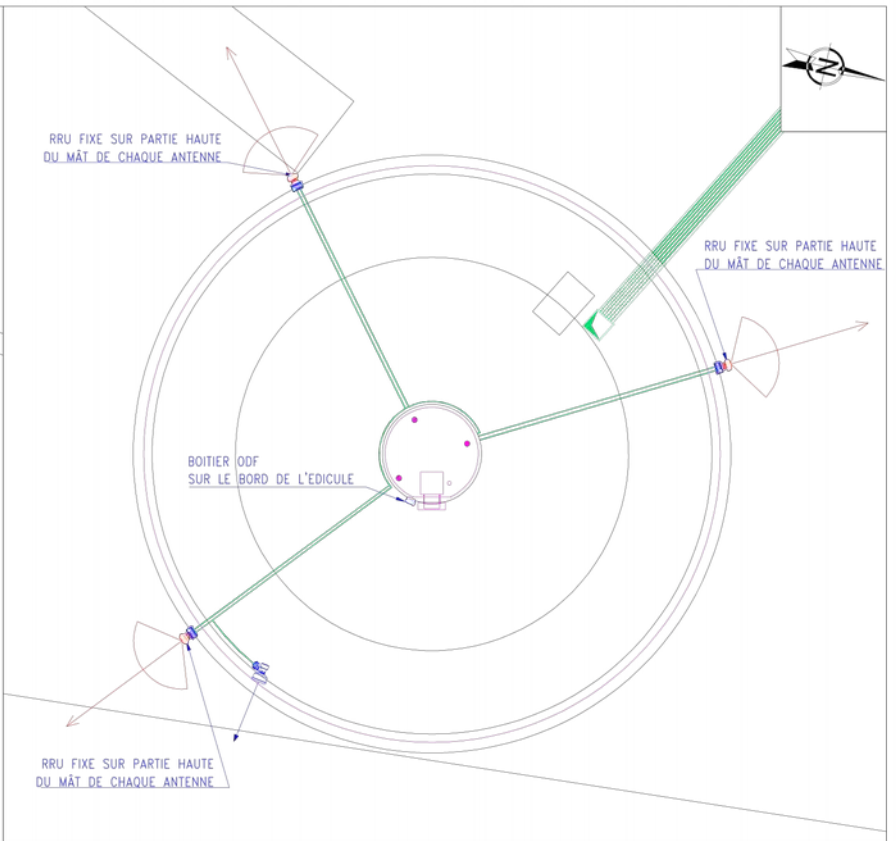 N
RRU FIXE SUR PARTIE HAUTE
DU MÂT DE CHAQUE ANTENNE
RRU FIXE SUR PARTIE HAUTE
DU MÂT DE CHAQUE ANTENNE
BOITIER ODF
SUR LE BORD DE L'EDICULE
RRU FIXE SUR PARTIE HAUTE
DU MÂT DE CHAQUE ANTENNE